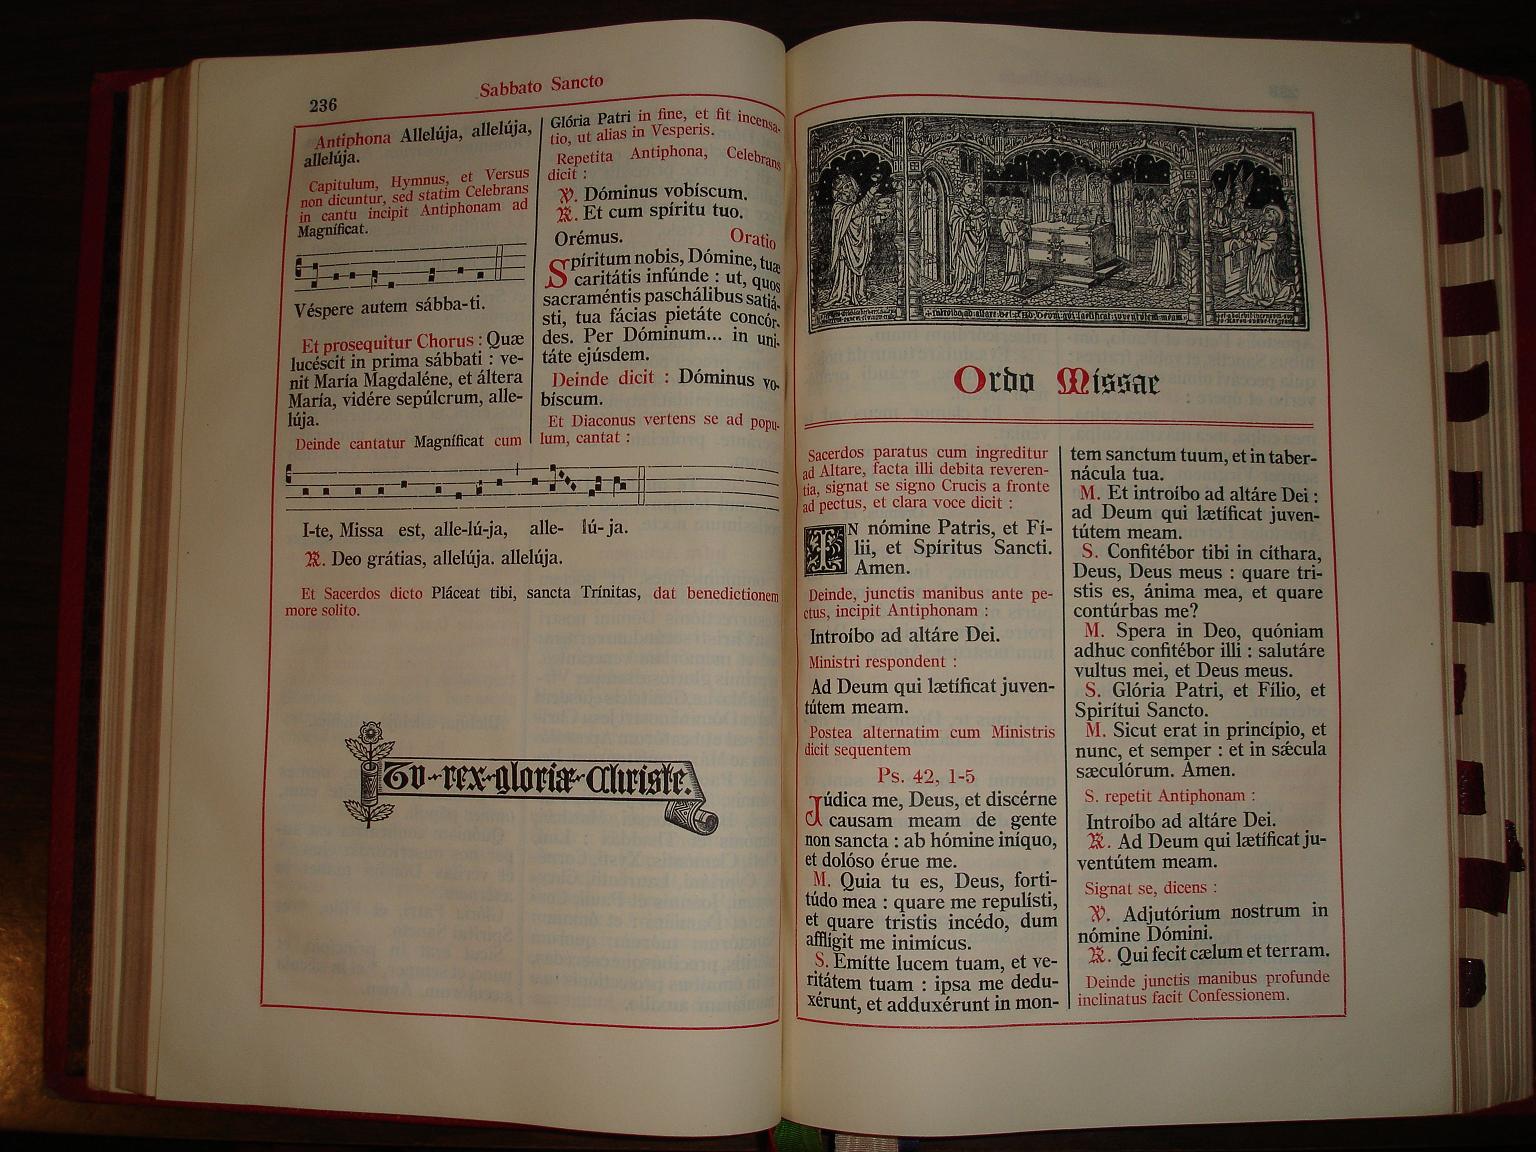 236
Sabbato Sancto
Antiphona Allelúja, allelúja,
allelúja.
Capitulum, Hymnus, et Versus
non dicuntur, sed statim Celebrans
in cantu incipit Antiphonam ad
Magníficat.
Véspere autem sábba-ti.
Et prosequitur Chorus : Quæ
lucéscit in prima sábbati : ve-
nit María Magdaléne, et áltera
María, vidére sepúlcrum, alle-
lúja.
Deinde cantatur Magníficat cum
Glória Patri in fine, et fit incensa-
tio, ut alias in Vesperis.
Repetita Antiphona, Celebrans
dicit :
℣. Dóminus vobíscum.
℟. Et cum spíritu tuo.
Orémus. Oratio
Spíritum nobis, Dómine, tuæ
caritátis infúnde : ut, quos
sacraméntis paschálibus satiá-
sti, tua fácias pietáte concór-
des. Per Dóminum... in uni-
táte ejúsdem.
Deinde dicit : Dóminus vo-
bíscum.
Et Diaconus vertens se ad popu-
lum, cantat :
I-te, Missa est, alle-lú-ja, alle- lú-ja.
℟. Deo grátias, allelúja. allelúja.
Et Sacerdos dicto Pláceat tibi, sancta Trínitas, dat benedictionem
more solito.
Tu rex gloriæ Christe.
Ordo Missae
Sacerdos paratus cum ingreditur
ad Altare, facta illi debita reveren-
tia, signat se signo Crucis a fronte
ad pectus, et clara voce dicit :
IN nómine Patris, et Fí-
lii, et Spíritus Sancti.
Amen.
Deinde, junctis manibus ante pe-
ctus, incipit Antiphonam :
Introíbo ad altáre Dei.
Ministri respondent :
Ad Deum qui lætíficat juven-
tútem meam.
Postea alternatim cum Ministris
dicit sequentem
Ps. 42, 1-5
Júdica me, Deus, et discérne
causam meam de gente
non sancta : ab hómine iníquo,
et dolóso érue me.
M. Quia tu es, Deus, forti-
túdo mea : quare me repulísti,
et quare tristis incédo, dum
afflígit me inimícus.
S. Emítte lucem tuam, et ve-
ritátem tuam : ipsa me dedu-
xérunt, et adduxérunt in mon-
tem sanctum tuum, et in taber-
nácula tua.
M. Et introíbo ad altáre Dei :
ad Deum qui lætíficat juven-
tútem meam.
S. Confitébor tibi in cíthara,
Deus, Deus meus : quare tri-
stis es, ánima mea, et quare
contúrbas me?
M. Spera in Deo, quóniam
adhuc confitébor illi : salutáre
vultus mei, et Deus meus.
S. Glória Patri, et Fílio, et
Spirítui Sancto.
M. Sicut erat in princípio, et
nunc, et semper : et in sǽcula
sæculórum. Amen.
S. repetit Antiphonam :
Introíbo ad altáre Dei.
℟. Ad Deum qui lætíficat ju-
ventútem meam.
Signat se, dicens :
℣. Adjutórium nostrum in
nómine Dómini.
℟. Qui fecit cælum et terram.
Deinde junctis manibus profunde
inclinatus facit Confessionem.